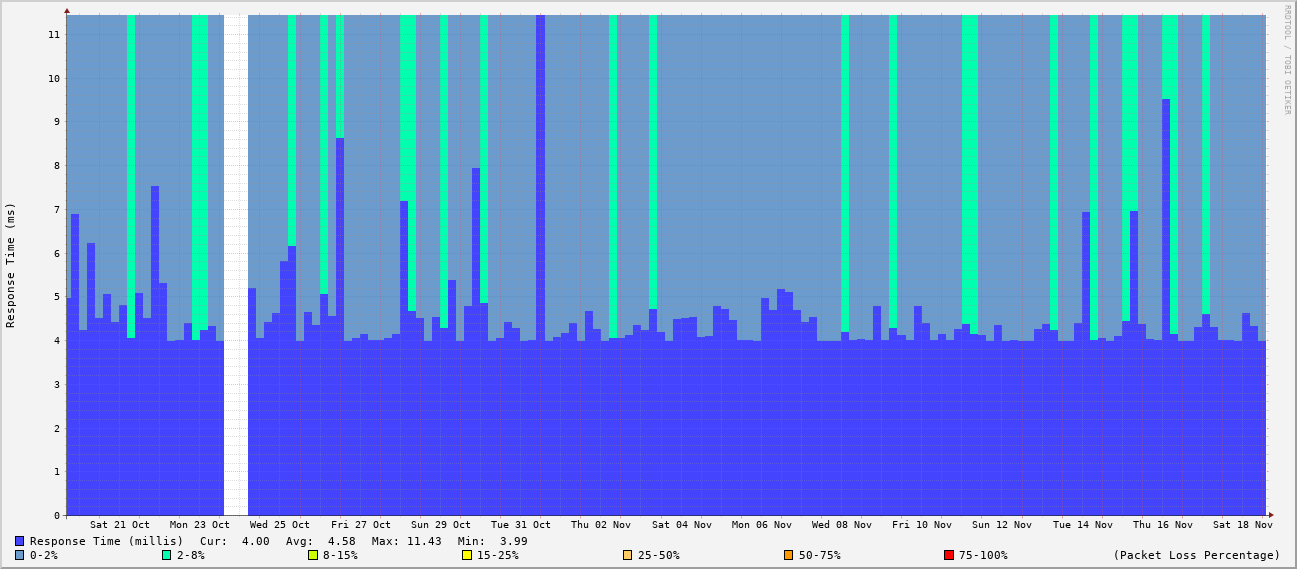 RRDTOOL / TOBI OETIKER
Response Time (ms)
11
10
9
8
7
6
5
4
3
2
1
0
Sat 21 Oct Mon 23 Oct Wed 25 Oct Fri 27 Oct Sun 29 Oct Tue 31 Oct Thu 02 Nov Sat 04 Nov Mon 06 Nov Wed 08 Nov Fri 10 Nov Sun 12 Nov Tue 14 Nov Thu 16 Nov Sat 18 Nov
Response Time (millis) Cur: 4.00 Avg: 4.58 Max: 11.43 Min: 3.99
0-2% 2-8% 8-15% 15-25% 25-50% 50-75% 75-100% (Packet Loss Percentage)